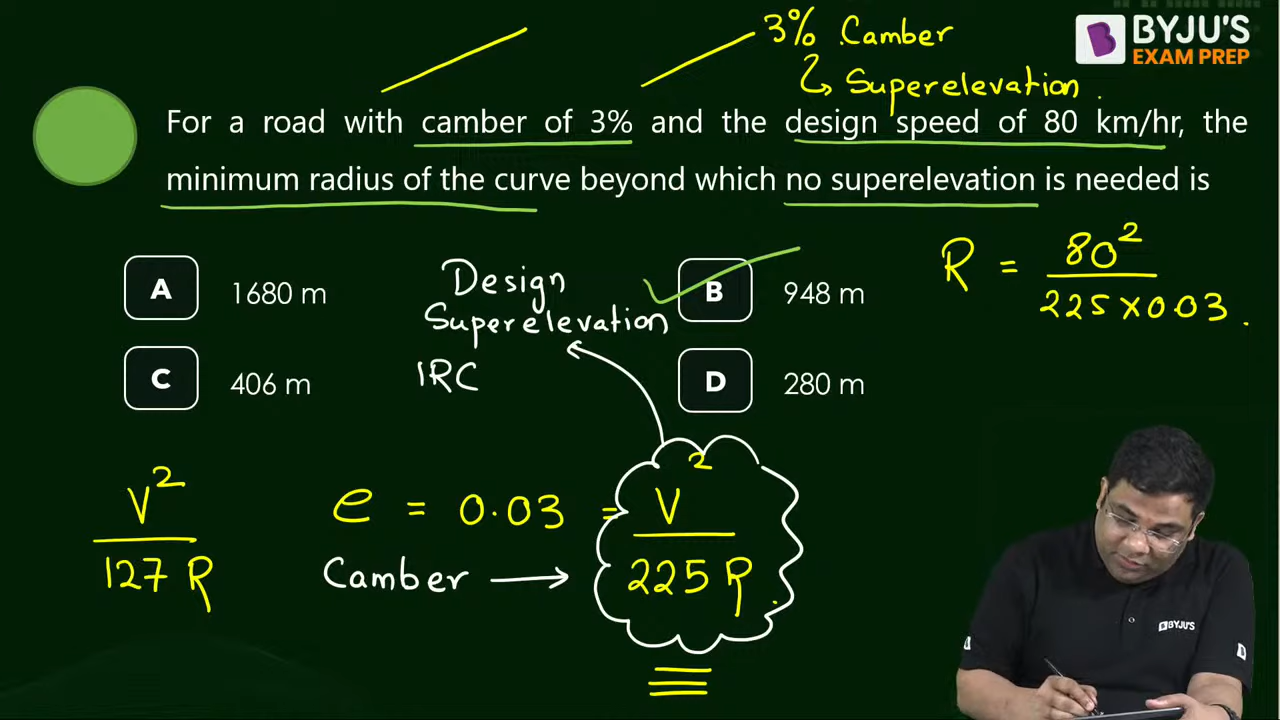 3% Camber
Superelevation
BYJU'S
EXAM PREP
For a road with camber of 3% and the design speed of 80 km/hr, the
minimum radius of the curve beyond which no superelevation is needed is
A 1680 m
B 948 m
C 406 m
D 280 m
Design
Superelevation
IRC
R = 80²
225×0.03.
V²
127 R
e = 0.03 = V²
225 R.
Camber
BYJU'S